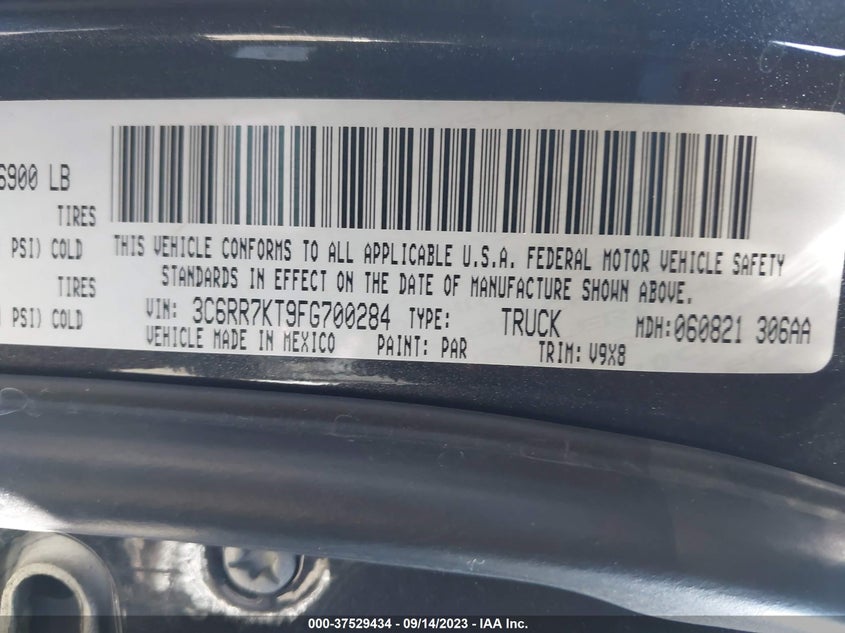 6900 LB
TIRES
PSI) COLD
TIRES
PSI) COLD
THIS VEHICLE CONFORMS TO ALL APPLICABLE U.S.A. FEDERAL MOTOR VEHICLE SAFETY
STANDARDS IN EFFECT ON THE DATE OF MANUFACTURE SHOWN ABOVE.
VIN: 3C6RR7KT9FG700284 TYPE: TRUCK MDH:060821 306AA
VEHICLE MADE IN MEXICO PAINT: PAR TRIM: V9X8
000-37529434 - 09/14/2023 - IAA Inc.